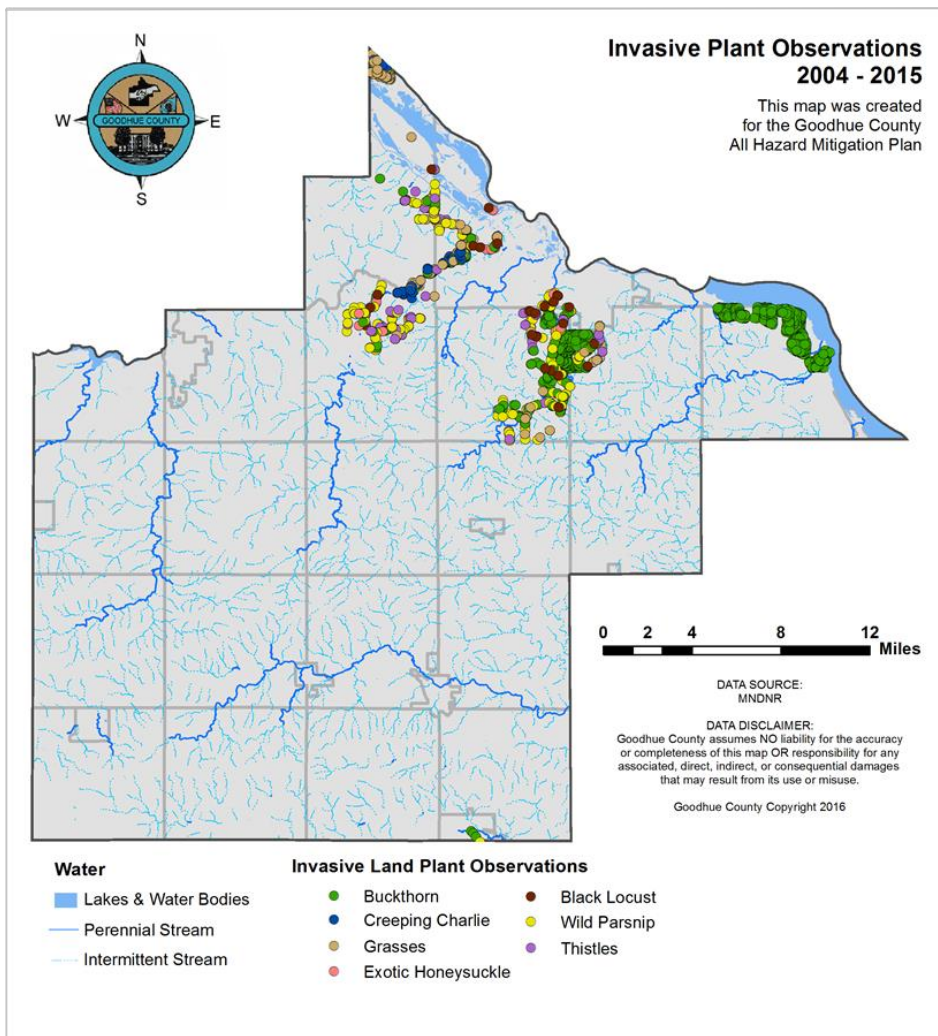 N
W
E
S
GOODHUE COUNTY
Invasive Plant Observations
2004 - 2015
This map was created
for the Goodhue County
All Hazard Mitigation Plan
0 2 4 8 12
Miles
DATA SOURCE:
MNDNR
DATA DISCLAIMER:
Goodhue County assumes NO liability for the accuracy
or completeness of this map OR responsibility for any
associated, direct, indirect, or consequential damages
that may result from its use or misuse.
Goodhue County Copyright 2016
Water
Lakes & Water Bodies
Perennial Stream
Intermittent Stream
Invasive Land Plant Observations
Buckthorn
Creeping Charlie
Grasses
Exotic Honeysuckle
Black Locust
Wild Parsnip
Thistles